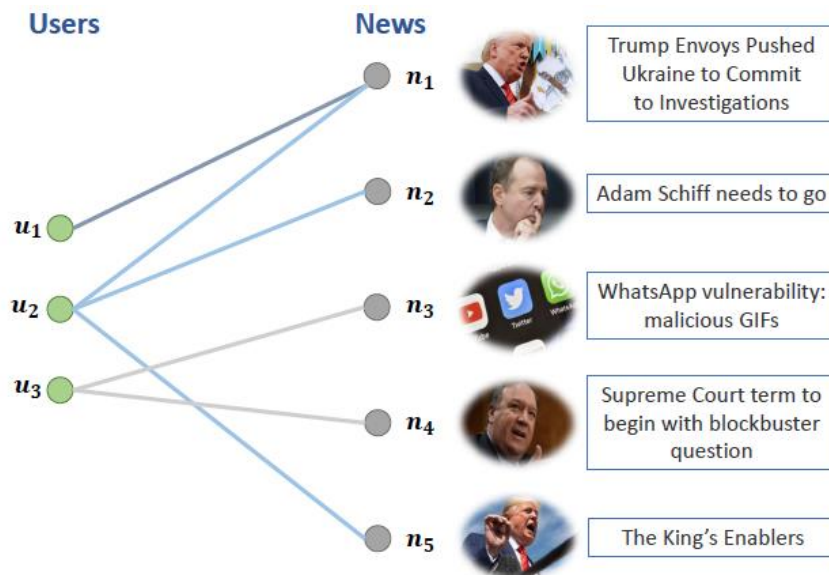 Users
News
n1
Trump Envoys Pushed
Ukraine to Commit
to Investigations
n2
Adam Schiff needs to go
u1
u2
n3
Twitter
WhatsApp vulnerability:
malicious GIFs
u3
n4
Supreme Court term to
begin with blockbuster
question
n5
The King's Enablers